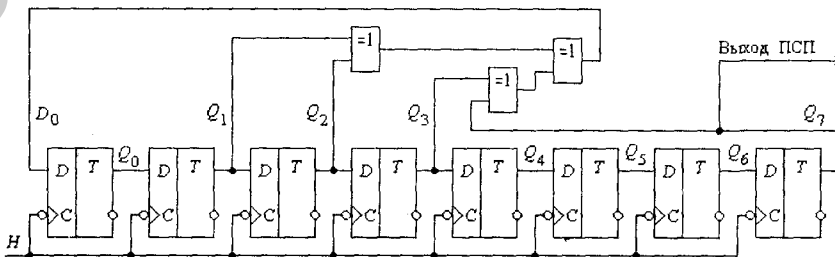 =1
=1
=1
Выход ПСП
D0 Q1 Q2 Q3 Q7
Q0 Q4 Q5 Q6
D T D T D T D T D T D T D T D T
C C C C C C C C
H